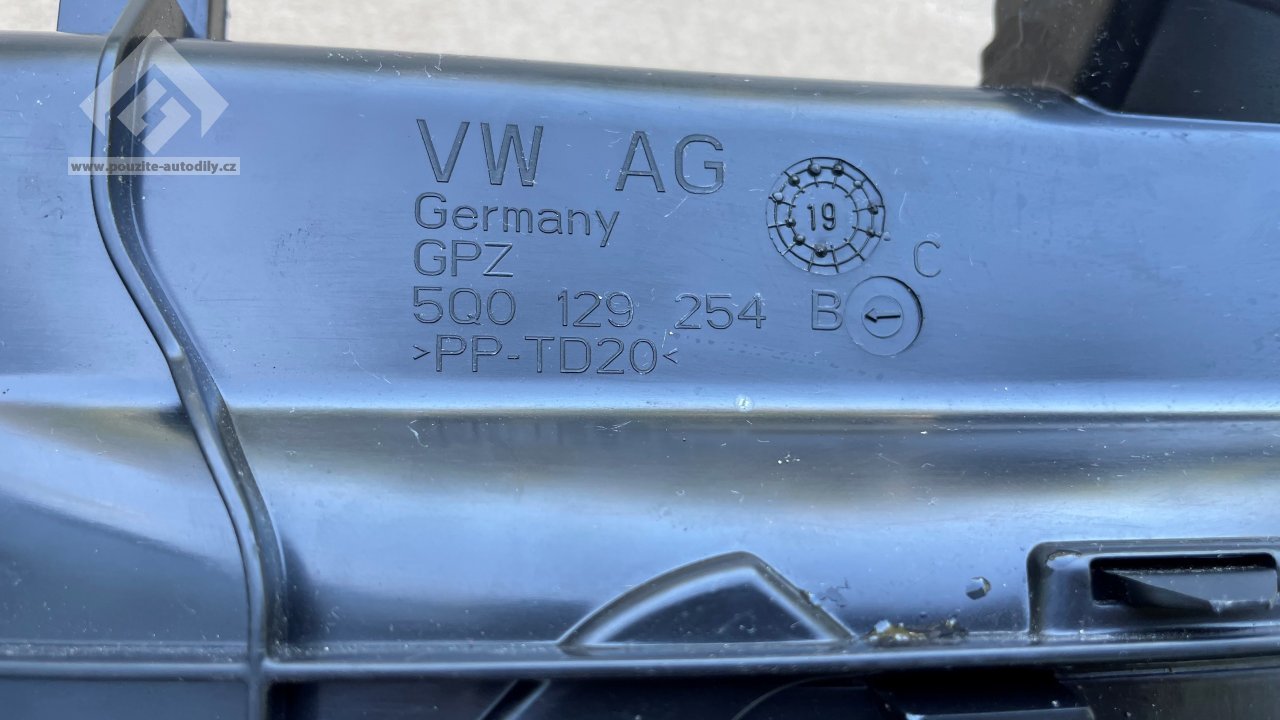 www.pouzite-autodily.cz
VW AG
Germany
GPZ
5Q0 129 254 B
>PP-TD20<
19
C